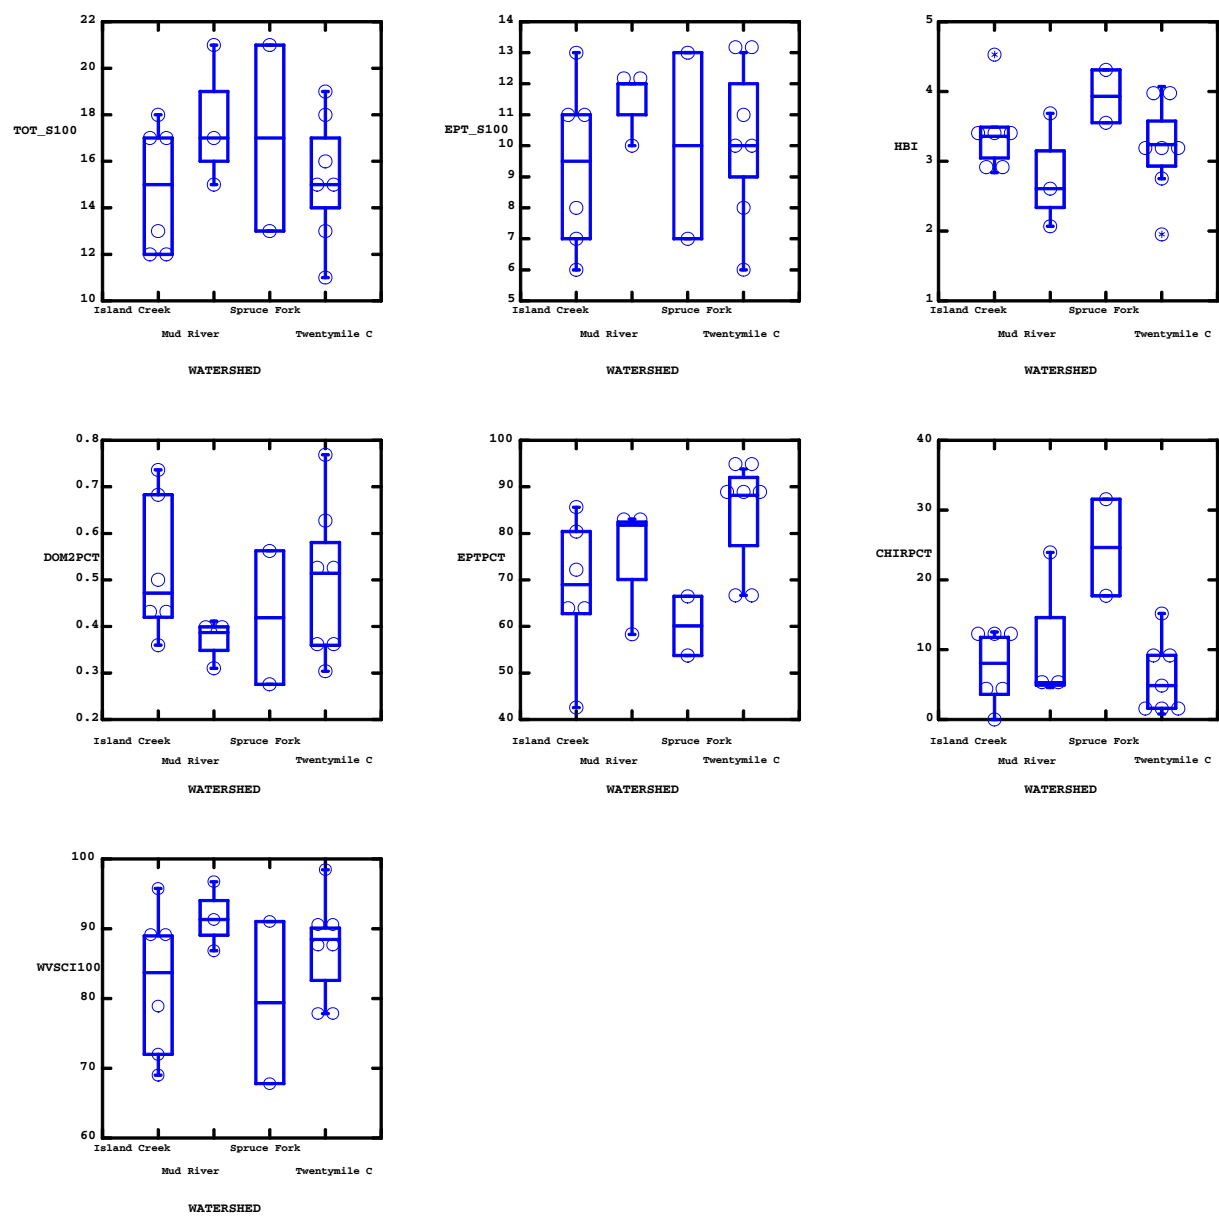 22
20
18
TOT_S100
16
14
12
10
Island Creek Spruce Fork
Mud River Twentymile C
WATERSHED
14
13
12
11
EPT_S100
10
9
8
7
6
5
Island Creek Spruce Fork
Mud River Twentymile C
WATERSHED
5
4
HBI
3
2
1
Island Creek Spruce Fork
Mud River Twentymile C
WATERSHED
0.8
0.7
0.6
DOM2PCT
0.5
0.4
0.3
0.2
Island Creek Spruce Fork
Mud River Twentymile C
WATERSHED
100
90
80
EPTPCT
70
60
50
40
Island Creek Spruce Fork
Mud River Twentymile C
WATERSHED
40
30
CHIRPCT
20
10
0
Island Creek Spruce Fork
Mud River Twentymile C
WATERSHED
100
90
WVSCI100
80
70
60
Island Creek Spruce Fork
Mud River Twentymile C
WATERSHED